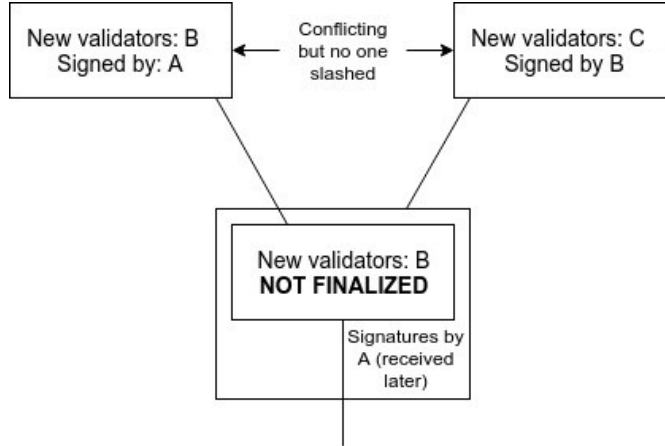 New validators: B
Signed by: A
Conflicting
but no one
slashed
New validators: C
Signed by B
New validators: B
NOT FINALIZED
Signatures by
A (received
later)